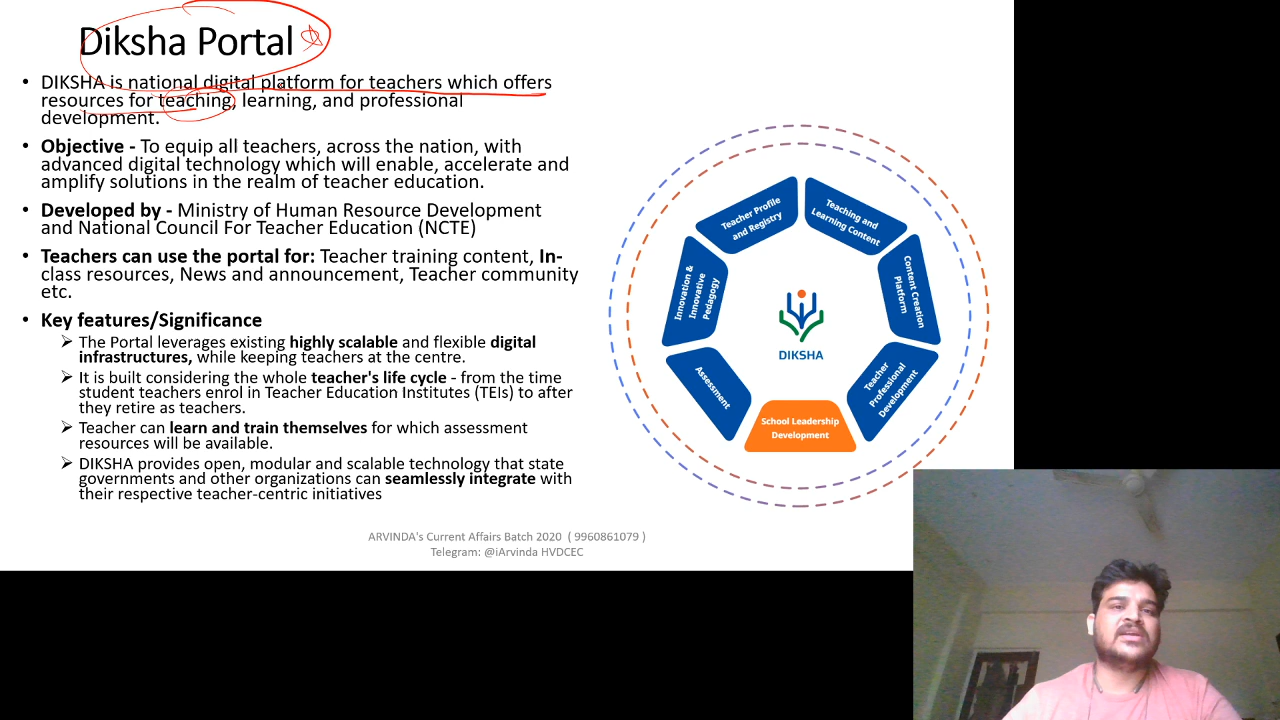 Diksha Portal
• DIKSHA is national digital platform for teachers which offers
resources for teaching, learning, and professional
development.
• Objective - To equip all teachers, across the nation, with
advanced digital technology which will enable, accelerate and
amplify solutions in the realm of teacher education.
• Developed by - Ministry of Human Resource Development
and National Council For Teacher Education (NCTE)
• Teachers can use the portal for: Teacher training content, In-
class resources, News and announcement, Teacher community
etc.
• Key features/Significance
➢ The Portal leverages existing highly scalable and flexible digital
infrastructures, while keeping teachers at the centre.
➢ It is built considering the whole teacher's life cycle - from the time
student teachers enrol in Teacher Education Institutes (TEIs) to after
they retire as teachers.
➢ Teacher can learn and train themselves for which assessment
resources will be available.
➢ DIKSHA provides open, modular and scalable technology that state
governments and other organizations can seamlessly integrate with
their respective teacher-centric initiatives
Teacher Profile
and Registry
Teaching and
Learning Content
Content Creation
Platform
Teacher
Professional
Development
School Leadership
Development
Assessment
Innovation &
Innovative
Pedagogy
DIKSHA
ARVINDA's Current Affairs Batch 2020 ( 9960861079 )
Telegram: @iArvinda HVDCEC